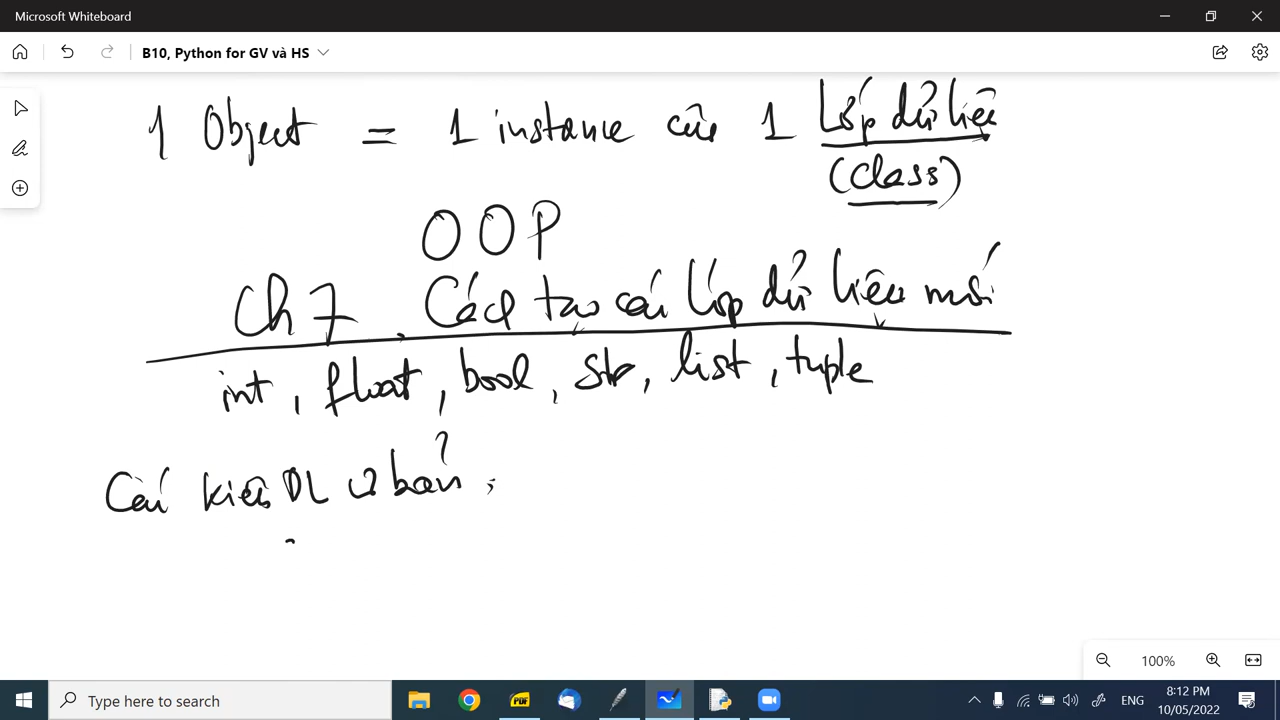 Microsoft Whiteboard
B10, Python for GV và HS
1 Object = 1 instance của 1 Lớp dữ liệu
(Class)
OOP
Ch 7. Cách tạo các lớp dữ liệu mới
int, float, bool, str, list, tuple
Các kiểu DL cơ bản :
100%
Type here to search
ENG
8:12 PM
10/05/2022